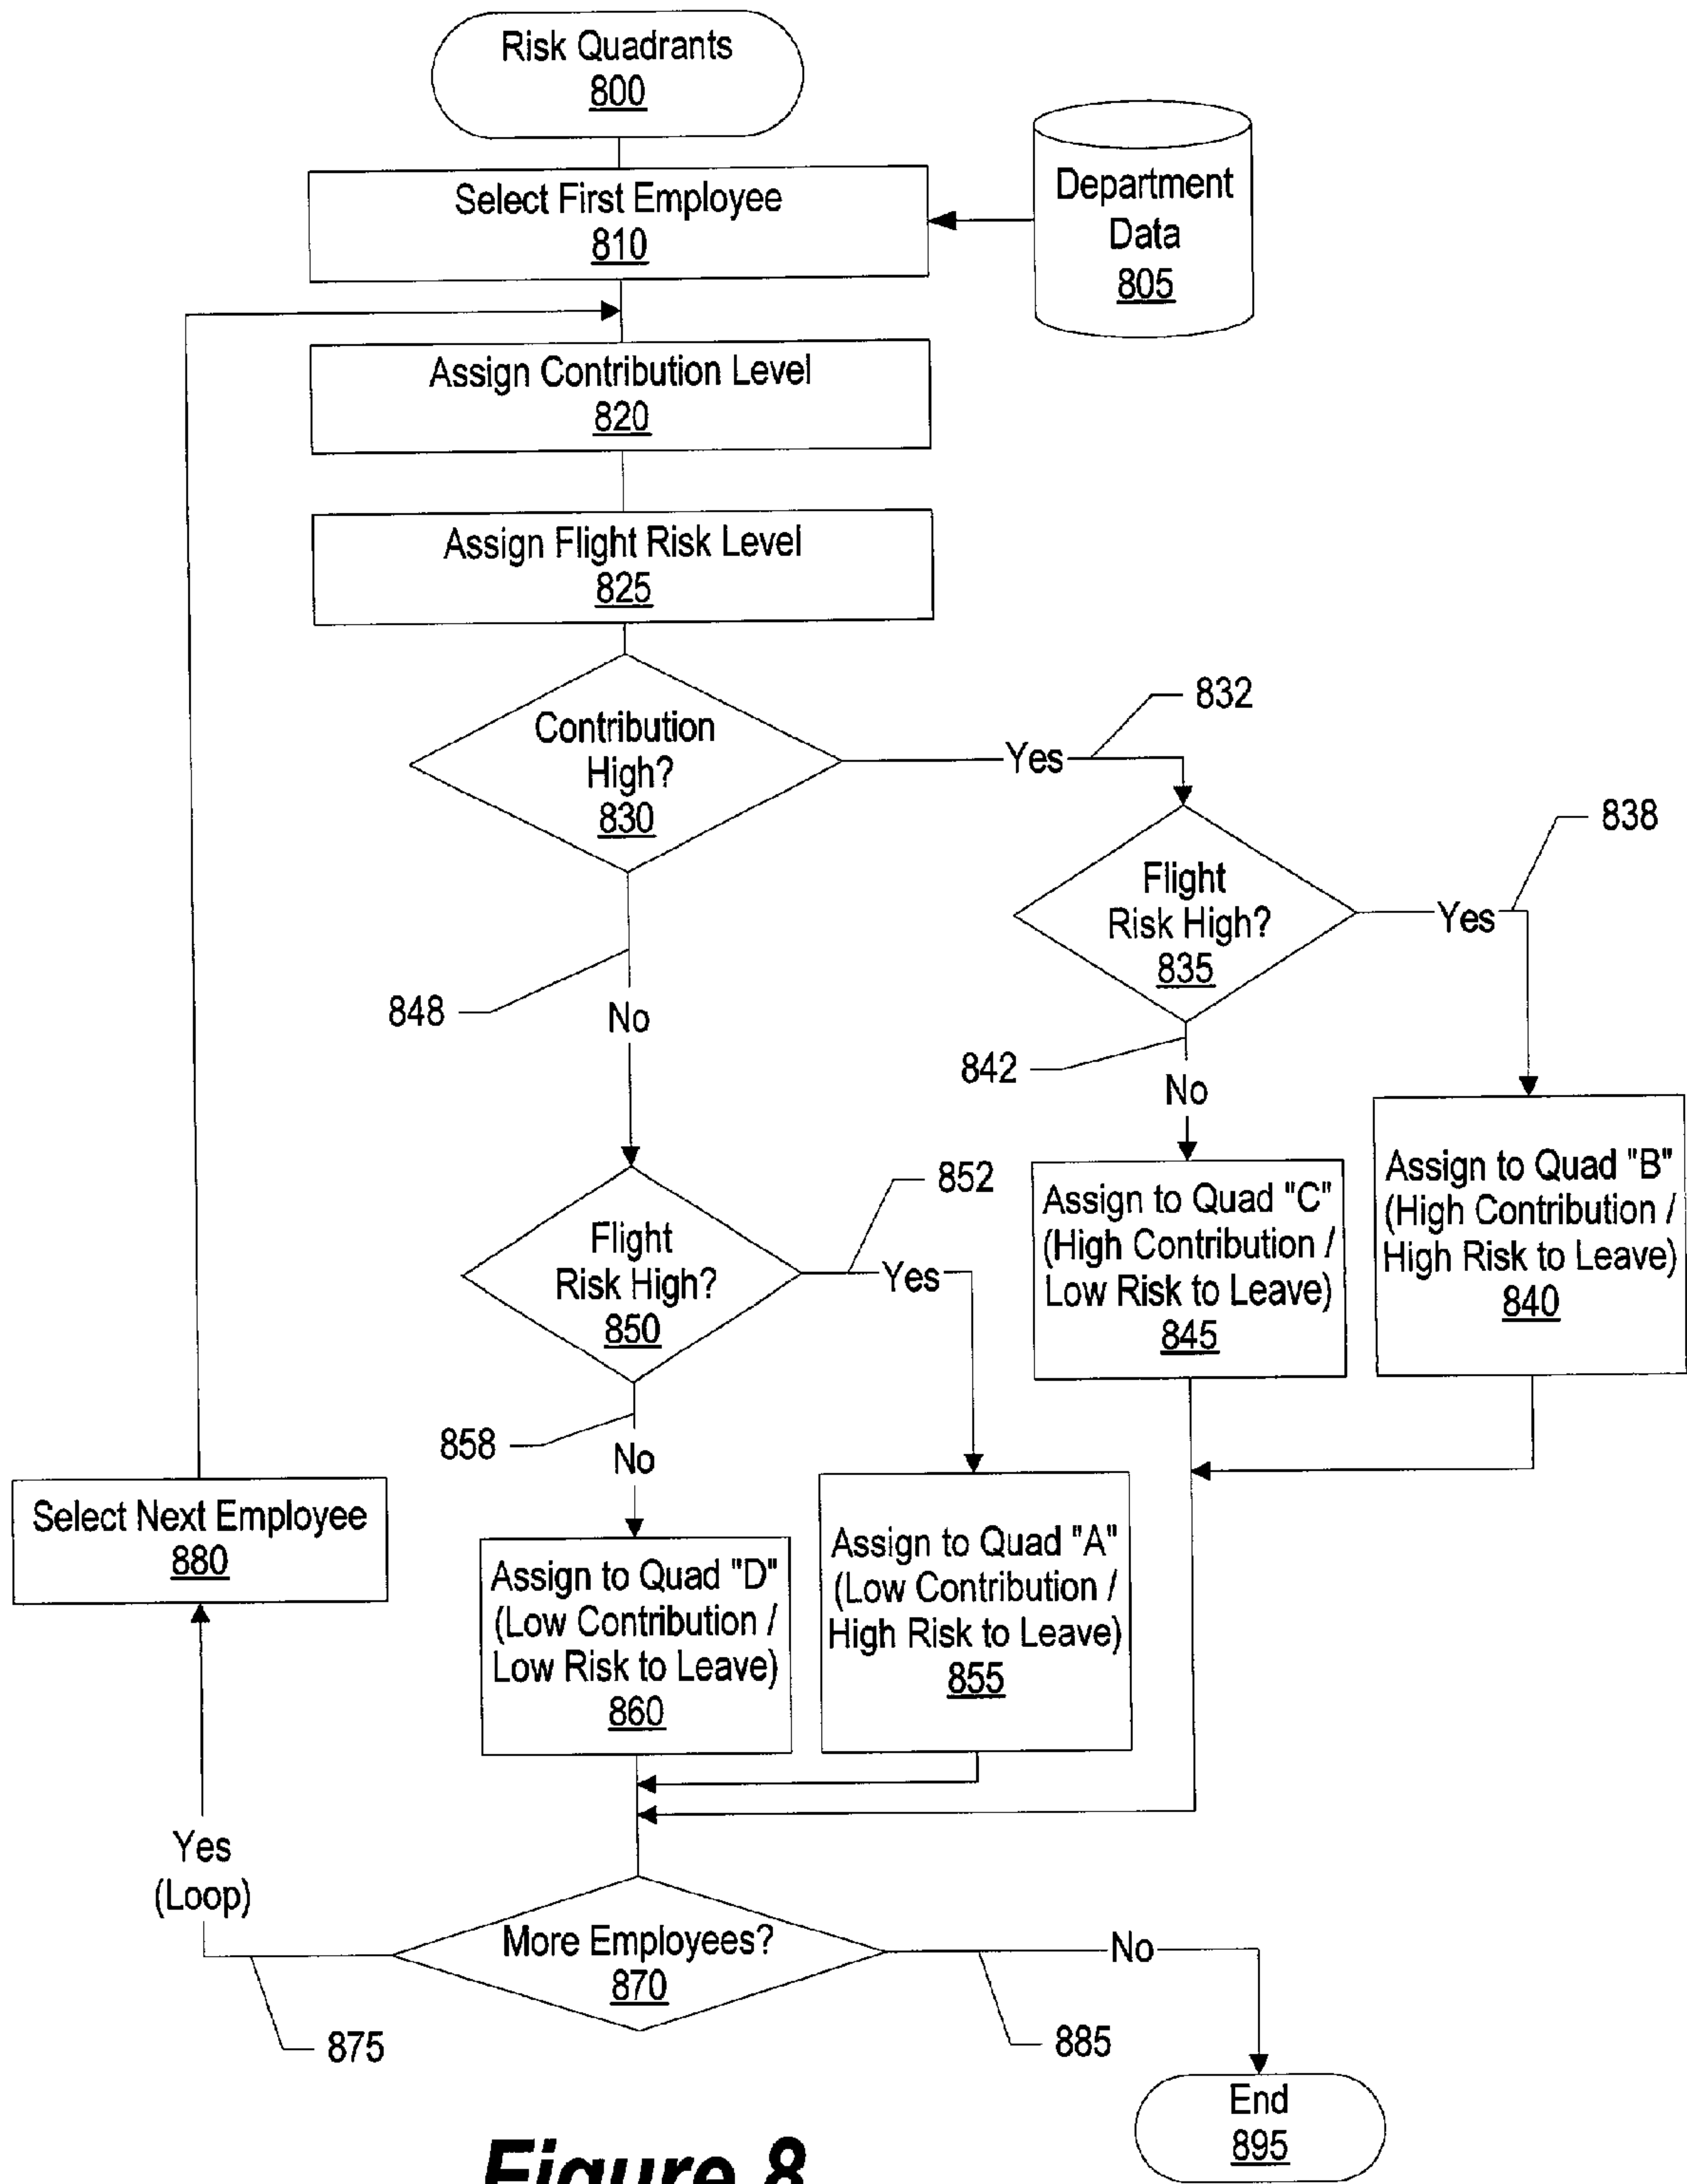 Risk Quadrants
800
Department
Data
805
Select First Employee
810
Assign Contribution Level
820
Assign Flight Risk Level
825
Contribution
High?
830
Yes
832
Flight
Risk High?
835
Yes
838
848
No
842
No
Assign to Quad "B"
(High Contribution /
High Risk to Leave)
840
Assign to Quad "C"
(High Contribution /
Low Risk to Leave)
845
Flight
Risk High?
850
852
Yes
858
No
Select Next Employee
880
Assign to Quad "A"
(Low Contribution /
High Risk to Leave)
855
Assign to Quad "D"
(Low Contribution /
Low Risk to Leave)
860
Yes
(Loop)
More Employees?
870
No
875
885
End
895
Figure 8